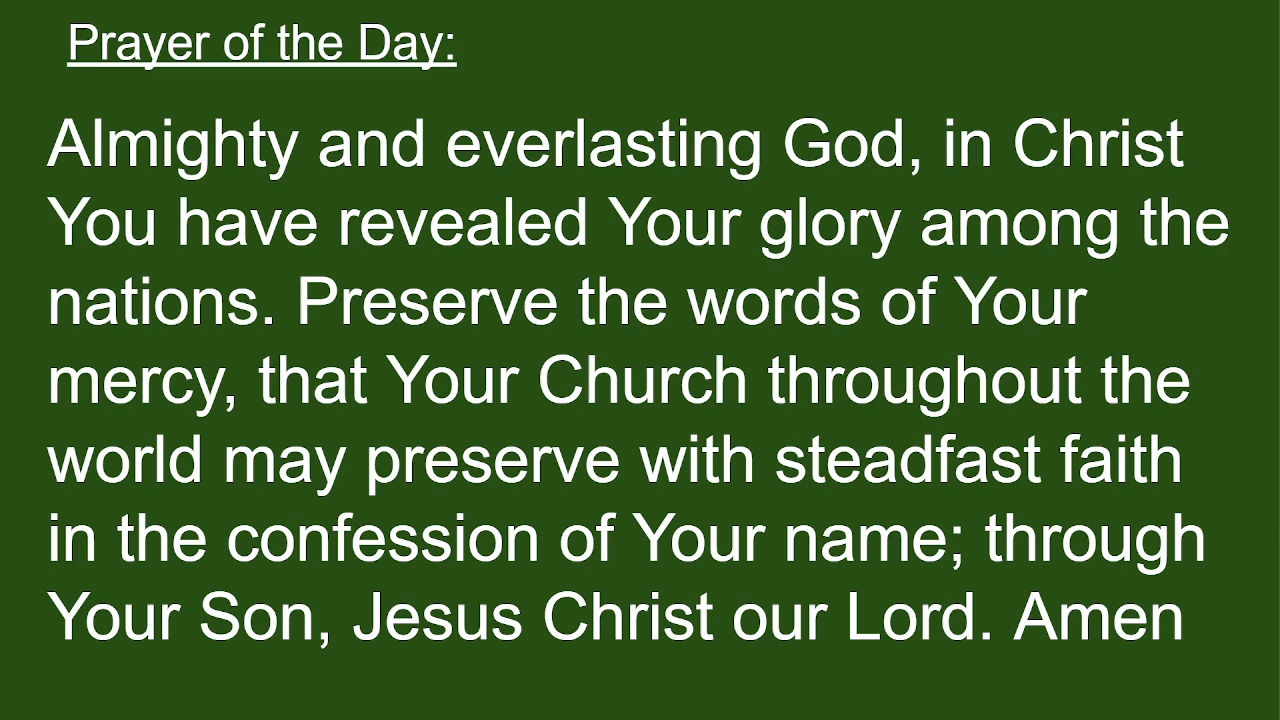 Prayer of the Day:
Almighty and everlasting God, in Christ
You have revealed Your glory among the
nations. Preserve the words of Your
mercy, that Your Church throughout the
world may preserve with steadfast faith
in the confession of Your name; through
Your Son, Jesus Christ our Lord. Amen